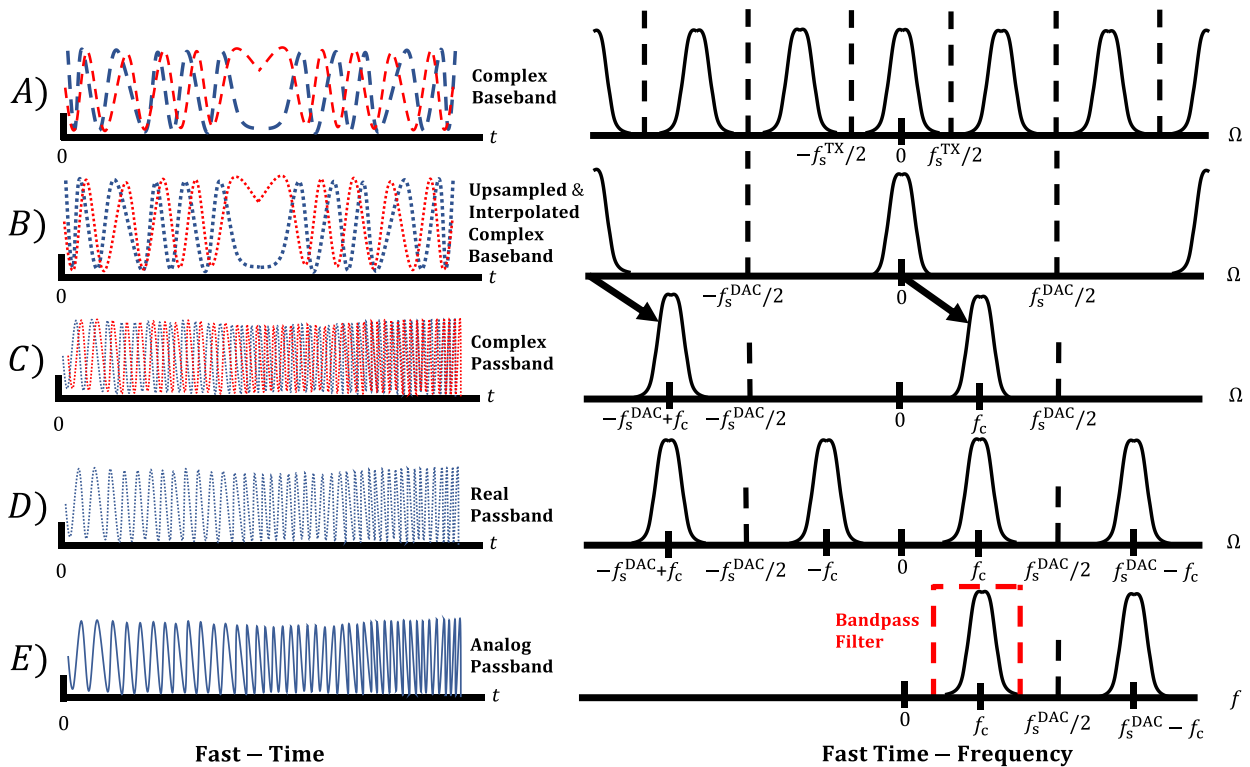 A)
Complex
Baseband
t
0
Ω
−f_s^TX/2
0
f_s^TX/2
B)
Upsampled &
Interpolated
Complex
Baseband
t
0
Ω
−f_s^DAC/2
0
f_s^DAC/2
C)
Complex
Passband
t
0
Ω
−f_s^DAC+f_c
−f_s^DAC/2
0
f_c
f_s^DAC/2
D)
Real
Passband
t
0
Ω
−f_s^DAC+f_c
−f_s^DAC/2
−f_c
0
f_c
f_s^DAC/2
f_s^DAC − f_c
E)
Analog
Passband
t
0
Bandpass
Filter
f
0
f_c
f_s^DAC/2
f_s^DAC − f_c
Fast − Time
Fast Time − Frequency